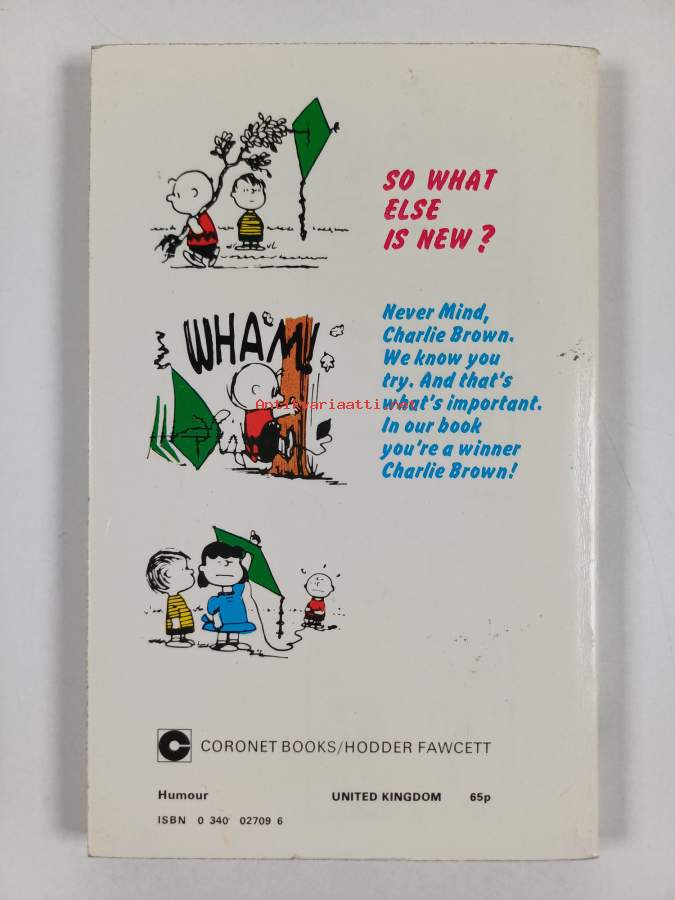 SO WHAT
ELSE
IS NEW?
WHAM!
Never Mind,
Charlie Brown.
We know you
try. And that's
what's important.
In our book
you're a winner
Charlie Brown!
Antikvariaatti.net
CORONET BOOKS/HODDER FAWCETT
Humour UNITED KINGDOM 65p
ISBN 0 340 02709 6